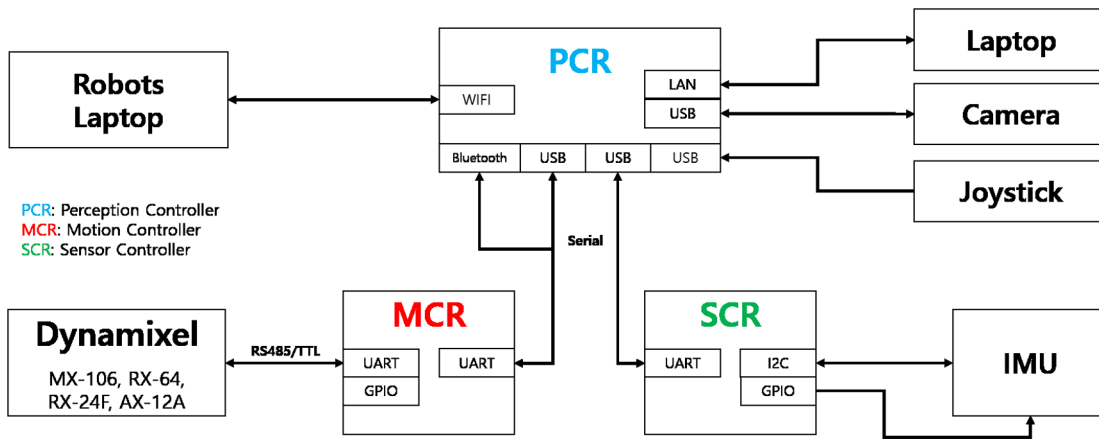 PCR
Robots
Laptop
WIFI
LAN
USB
Laptop
Camera
Joystick
Bluetooth
USB
USB
USB
PCR: Perception Controller
MCR: Motion Controller
SCR: Sensor Controller
Serial
Dynamixel
MX-106, RX-64,
RX-24F, AX-12A
RS485/TTL
MCR
UART
UART
GPIO
SCR
UART
I2C
GPIO
IMU